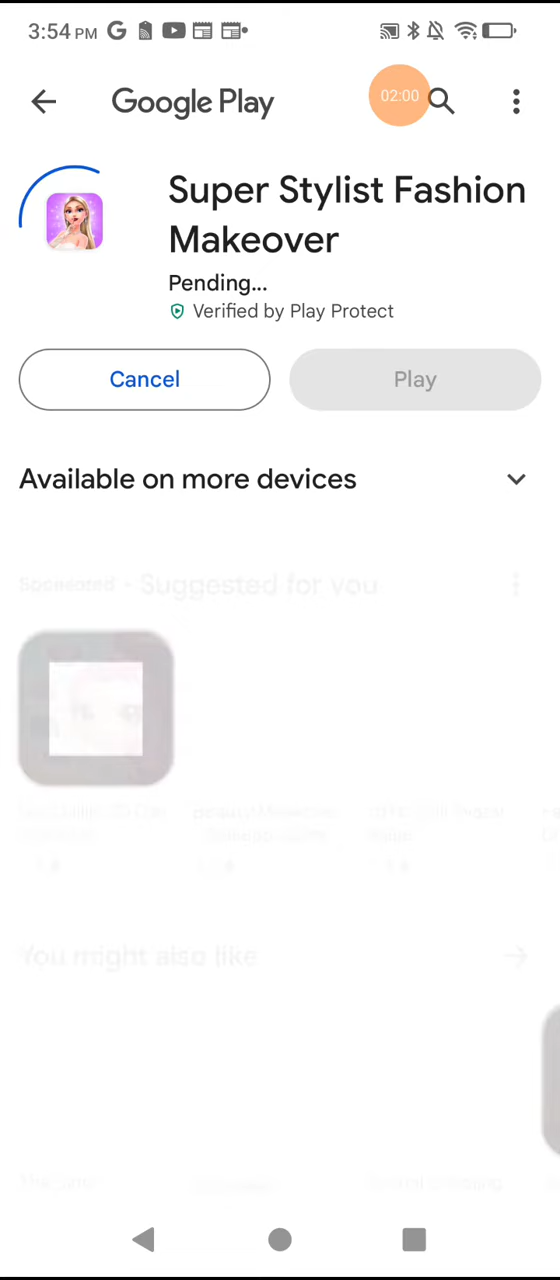 3:54 PM
Google Play
02:00
Super Stylist Fashion
Makeover
Pending...
Verified by Play Protect
Cancel
Play
Available on more devices
Sponsored • Suggested for you
You might also like